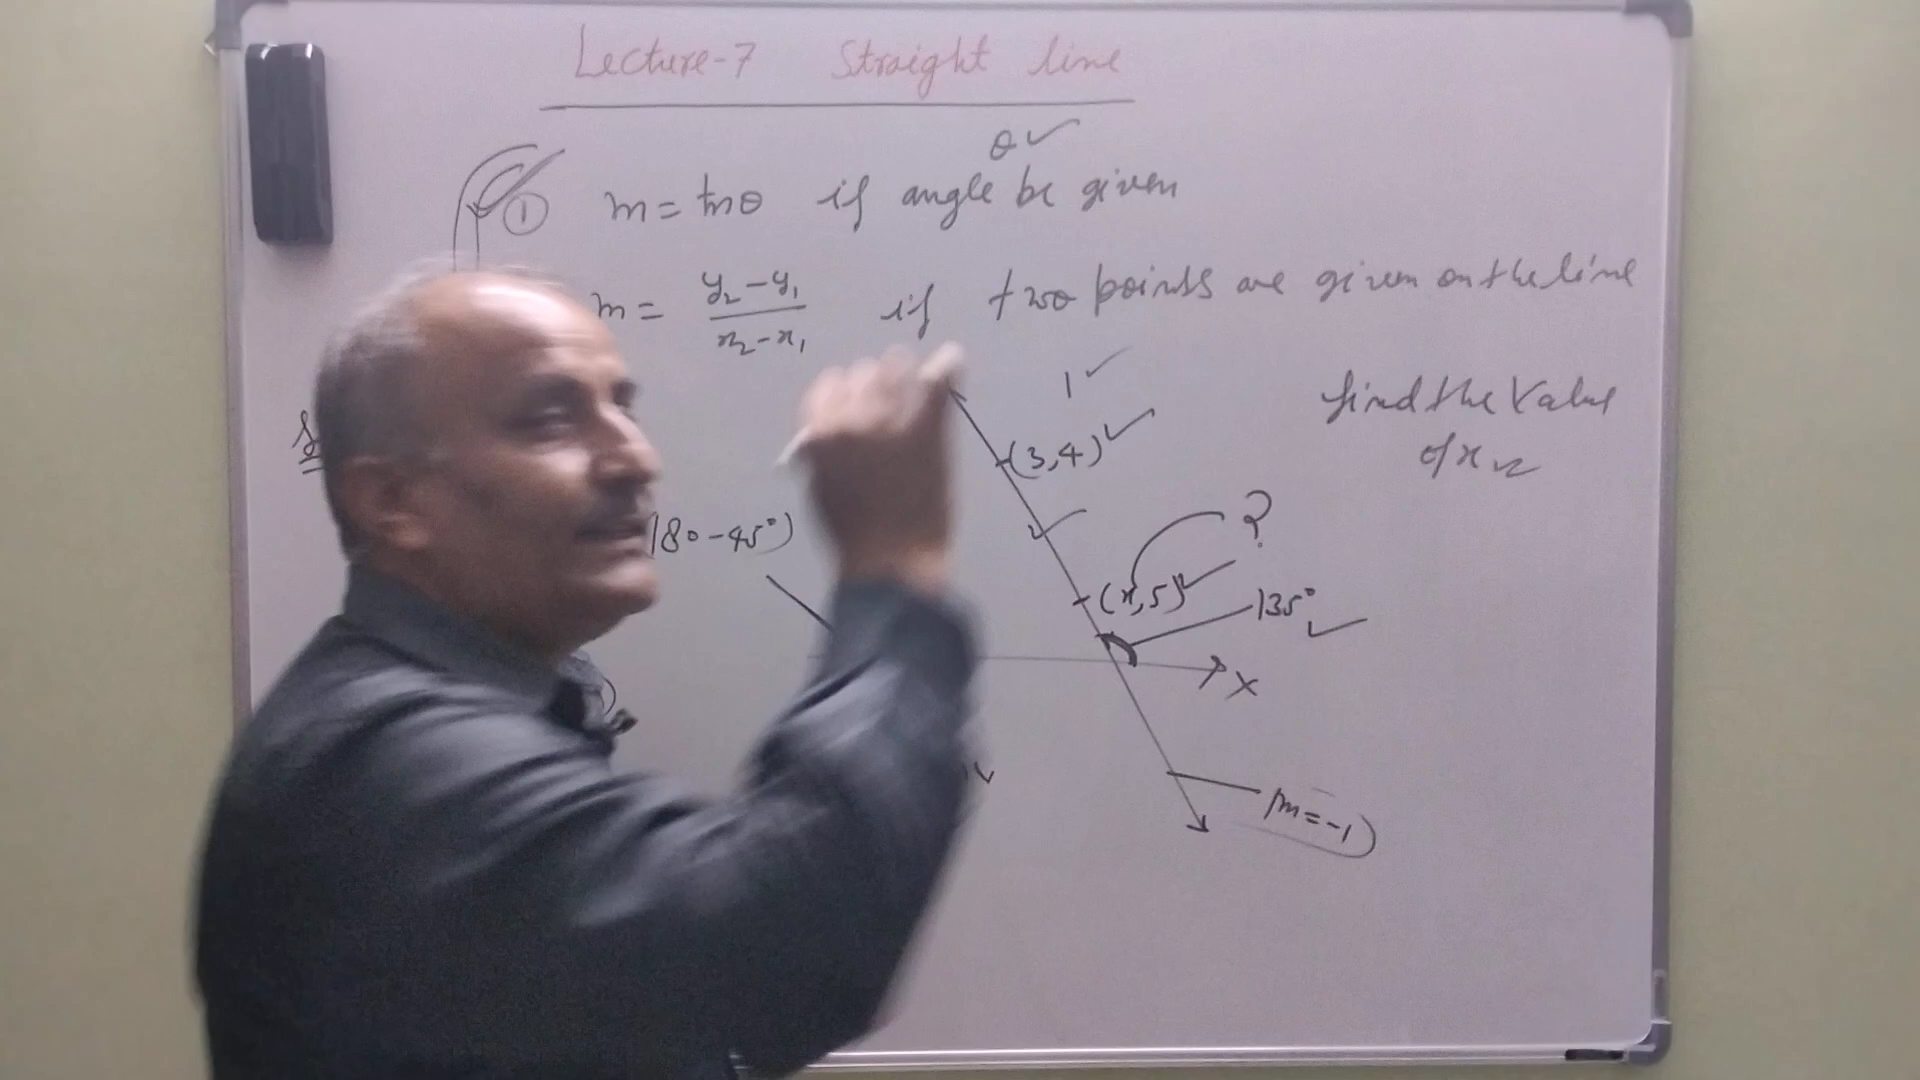 Lecture-7 Straight line
θ
① m = tanθ if angle be given
m = y₂-y₁ / x₂-x₁ if two points are given on the line
1
find the value
of x
(3,4)
180-45°)
?
(x,5)
135°
X
m=-1